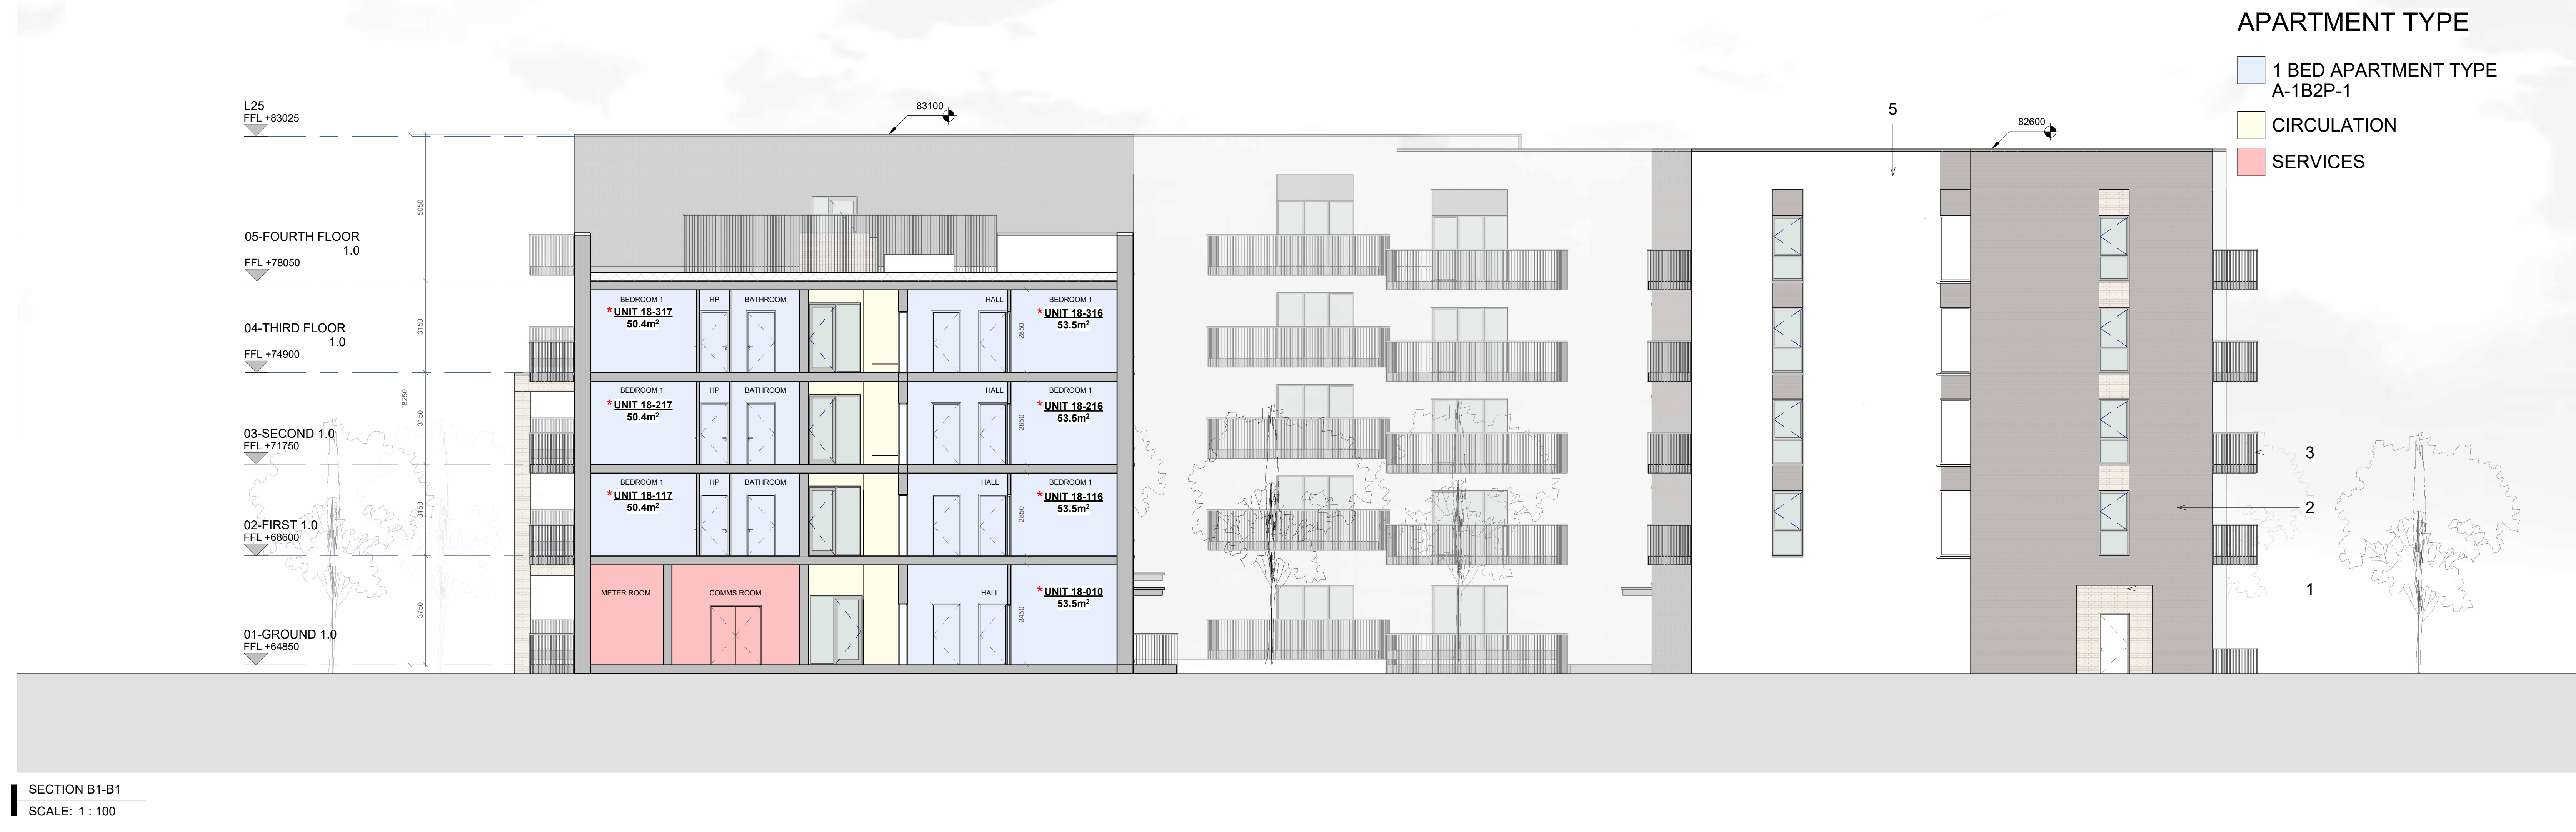 APARTMENT TYPE
1 BED APARTMENT TYPE
A-1B2P-1
CIRCULATION
SERVICES
L25
FFL +83025
83100
5
82600
5050
05-FOURTH FLOOR
1.0
FFL +78050
BEDROOM 1
HP
BATHROOM
HALL
BEDROOM 1
*UNIT 18-317
50.4m²
*UNIT 18-316
53.5m²
04-THIRD FLOOR
1.0
FFL +74900
3150
2850
BEDROOM 1
HP
BATHROOM
HALL
BEDROOM 1
*UNIT 18-217
50.4m²
*UNIT 18-216
53.5m²
18250
3150
2850
03-SECOND 1.0
FFL +71750
3
BEDROOM 1
HP
BATHROOM
HALL
BEDROOM 1
*UNIT 18-117
50.4m²
*UNIT 18-116
53.5m²
3150
2850
2
02-FIRST 1.0
FFL +68600
METER ROOM
COMMS ROOM
HALL
*UNIT 18-010
53.5m²
1
3750
3450
01-GROUND 1.0
FFL +64850
SECTION B1-B1
SCALE: 1 : 100